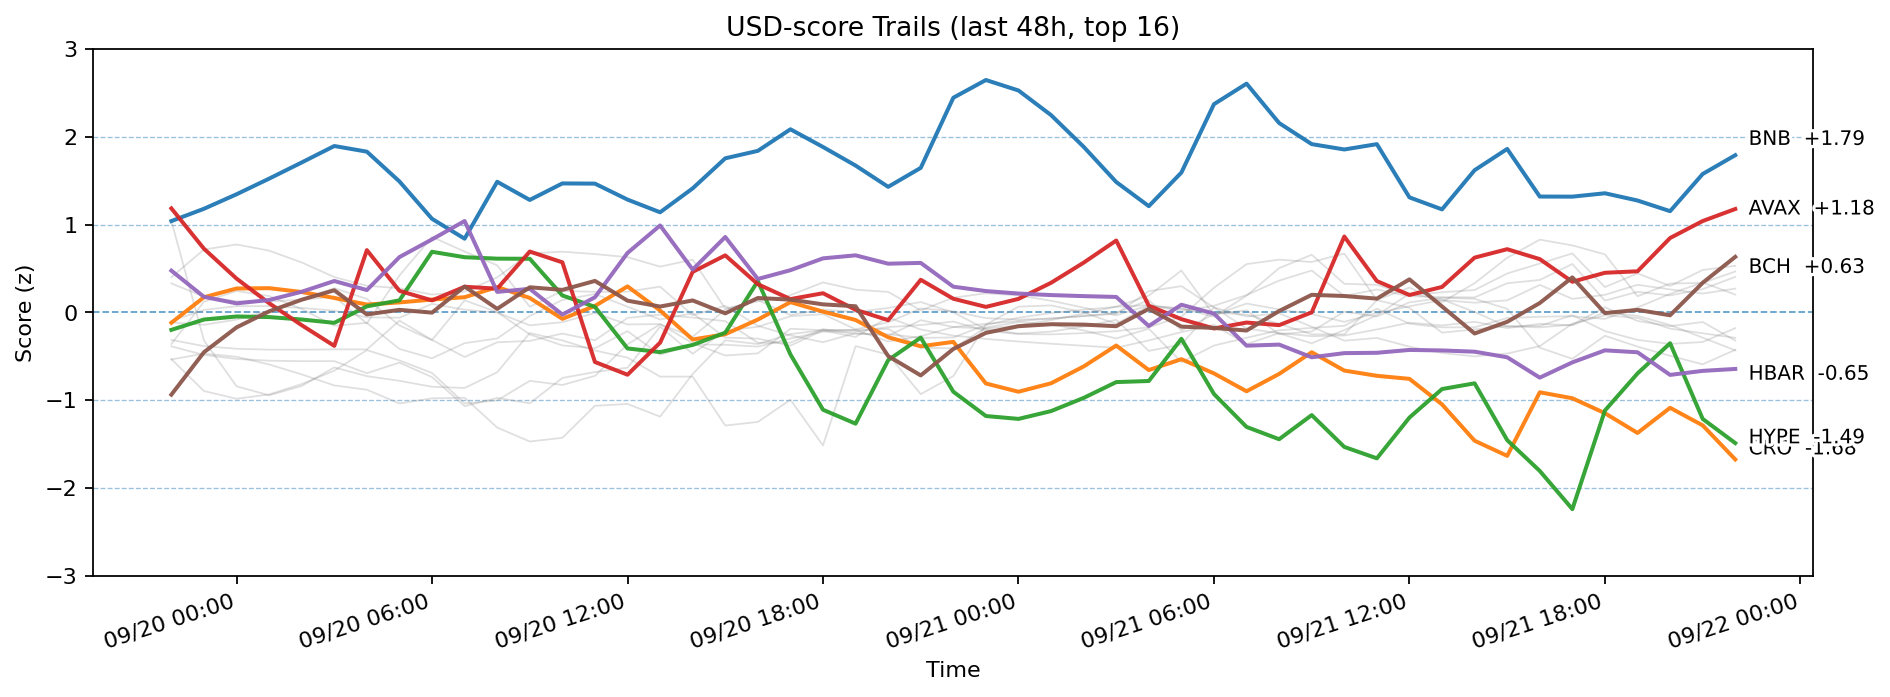 USD-score Trails (last 48h, top 16)
Score (z)
3
2
1
0
−1
−2
−3
BNB +1.79
AVAX +1.18
BCH +0.63
HBAR -0.65
HYPE -1.49
CRO -1.68
09/20 00:00
09/20 06:00
09/20 12:00
09/20 18:00
09/21 00:00
09/21 06:00
09/21 12:00
09/21 18:00
09/22 00:00
Time